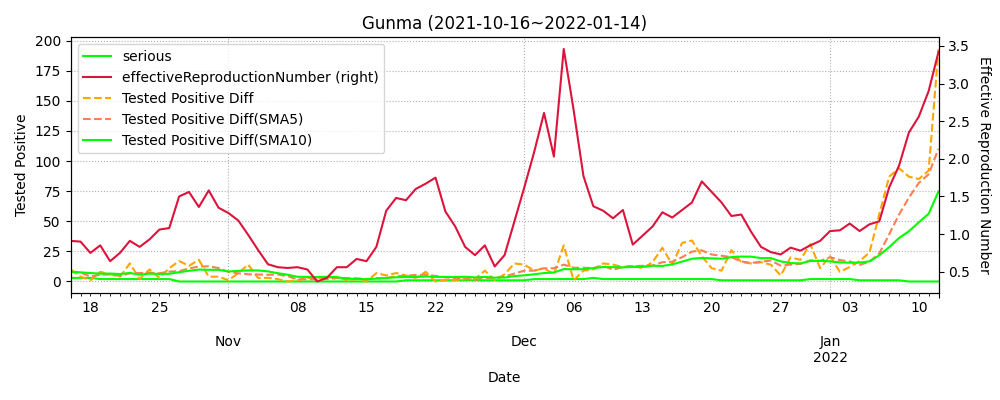 Gunma (2021-10-16~2022-01-14)
serious
effectiveReproductionNumber (right)
Tested Positive Diff
Tested Positive Diff(SMA5)
Tested Positive Diff(SMA10)
Tested Positive
200
175
150
125
100
75
50
25
0
Effective Reproduction Number
3.5
3.0
2.5
2.0
1.5
1.0
0.5
18 25 08 15 22 29 06 13 20 27 03 10
Nov Dec Jan
2022
Date